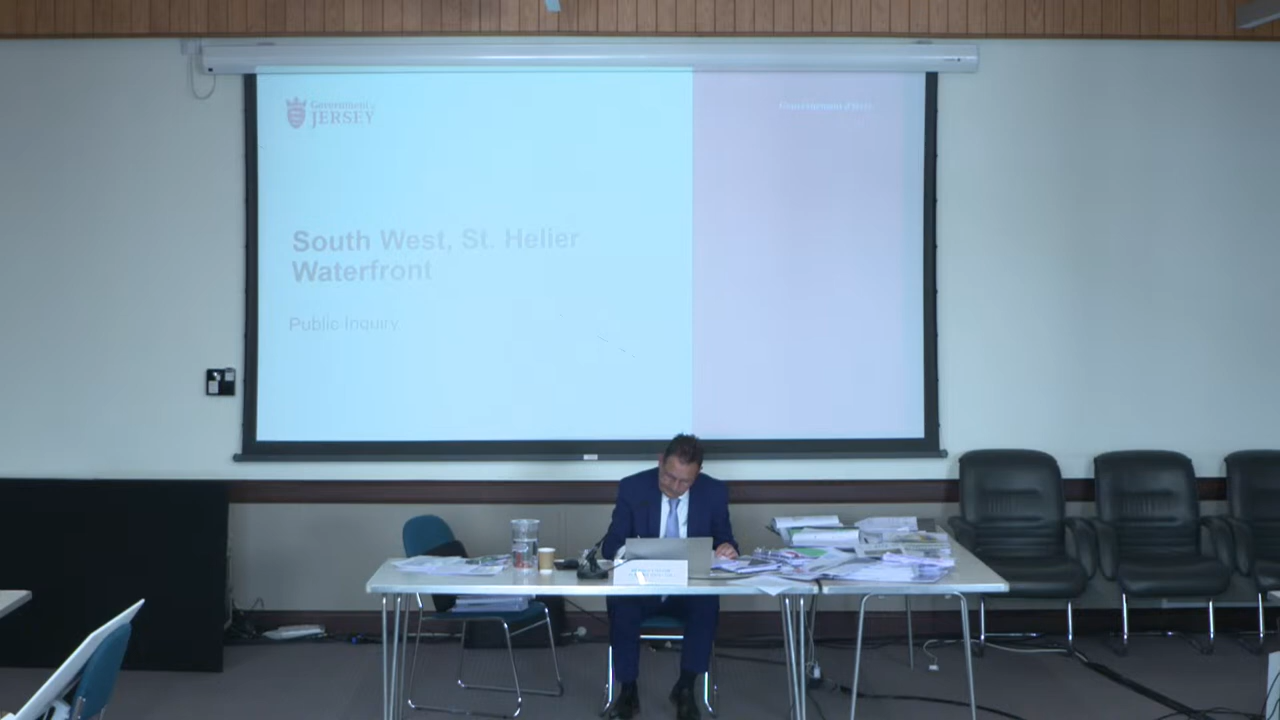 Government of
JERSEY
South West, St. Helier
Waterfront
Public Inquiry